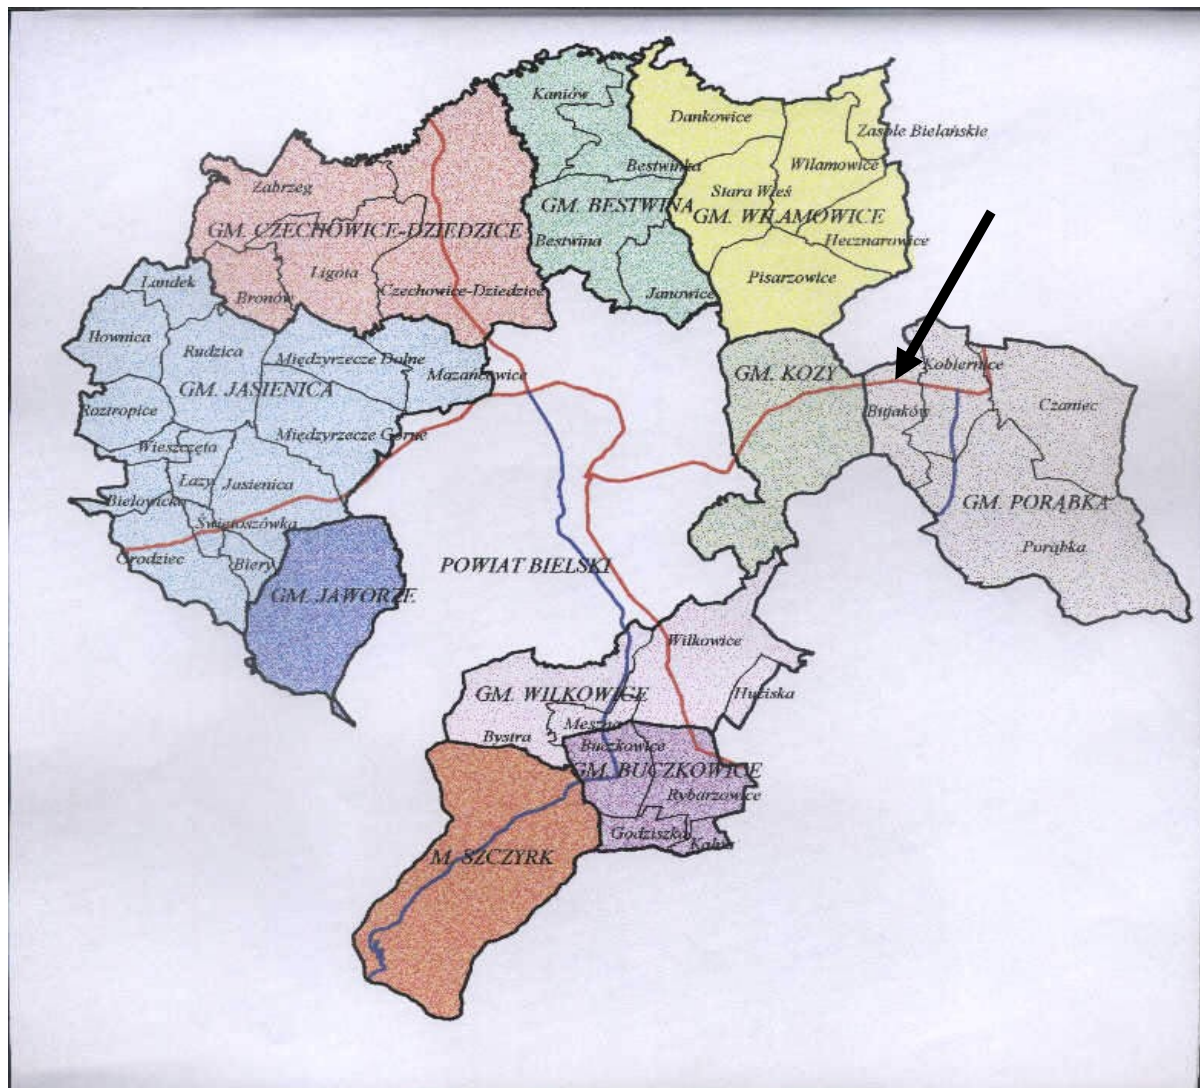 Kaniów
Dankowice
Zasole Bielańskie
Bestwinka
Wilamowice
Zabrzeg
Stara Wieś
GM. BESTWINA
GM. WILAMOWICE
GM. CZECHOWICE-DZIEDZICE
Bestwina
Hecznarowice
Ligota
Pisarzowice
Landek
Bronów
Czechowice-Dziedzice
Janowice
Iłownica
Rudzica
Międzyrzecze Dolne
Mazańcowice
GM. KOZY
Kobiernice
GM. JASIENICA
Roztropice
Bujaków
Czaniec
Międzyrzecze Górne
Wieszczęta
Łazy
Jasienica
Bielowicko
GM. PORĄBKA
Świętoszówka
Grodziec
Biery
POWIAT BIELSKI
Porąbka
GM. JAWORZE
Wilkowice
GM. WILKOWICE
Huciska
Meszna
Bystra
Buczkowice
GM. BUCZKOWICE
Rybarzowice
Godziszka
Kalna
M. SZCZYRK